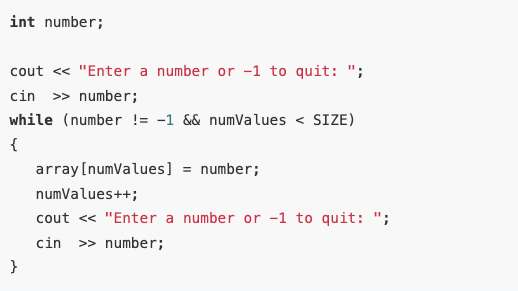 int number;
cout << "Enter a number or -1 to quit: ";
cin  >> number;
while (number != -1 && numValues < SIZE)
{
   array[numValues] = number;
   numValues++;
   cout << "Enter a number or -1 to quit: ";
   cin  >> number;
}